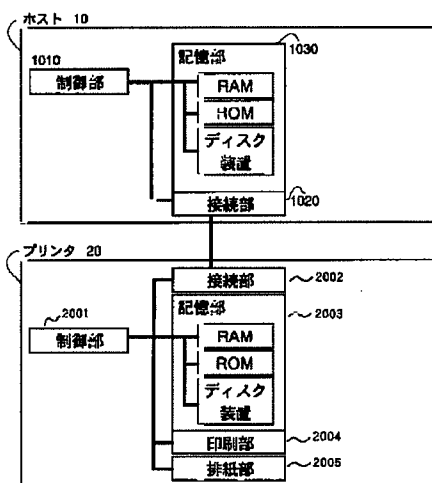 ホスト 10
1010
制御部
1030
記憶部
RAM
ROM
ディスク
装置
1020
接続部
プリンタ 20
接続部
2002
2001
制御部
記憶部
2003
RAM
ROM
ディスク
装置
印刷部
2004
排紙部
2005